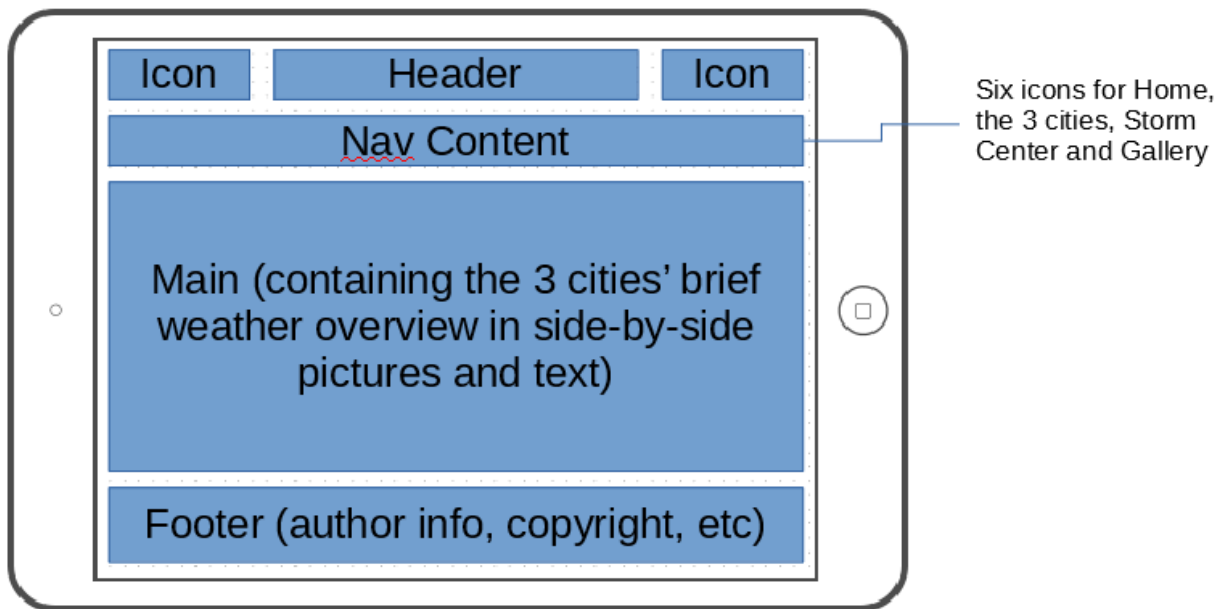 Icon
Header
Icon
Nav Content
Six icons for Home,
the 3 cities, Storm
Center and Gallery
Main (containing the 3 cities’ brief
weather overview in side-by-side
pictures and text)
Footer (author info, copyright, etc)